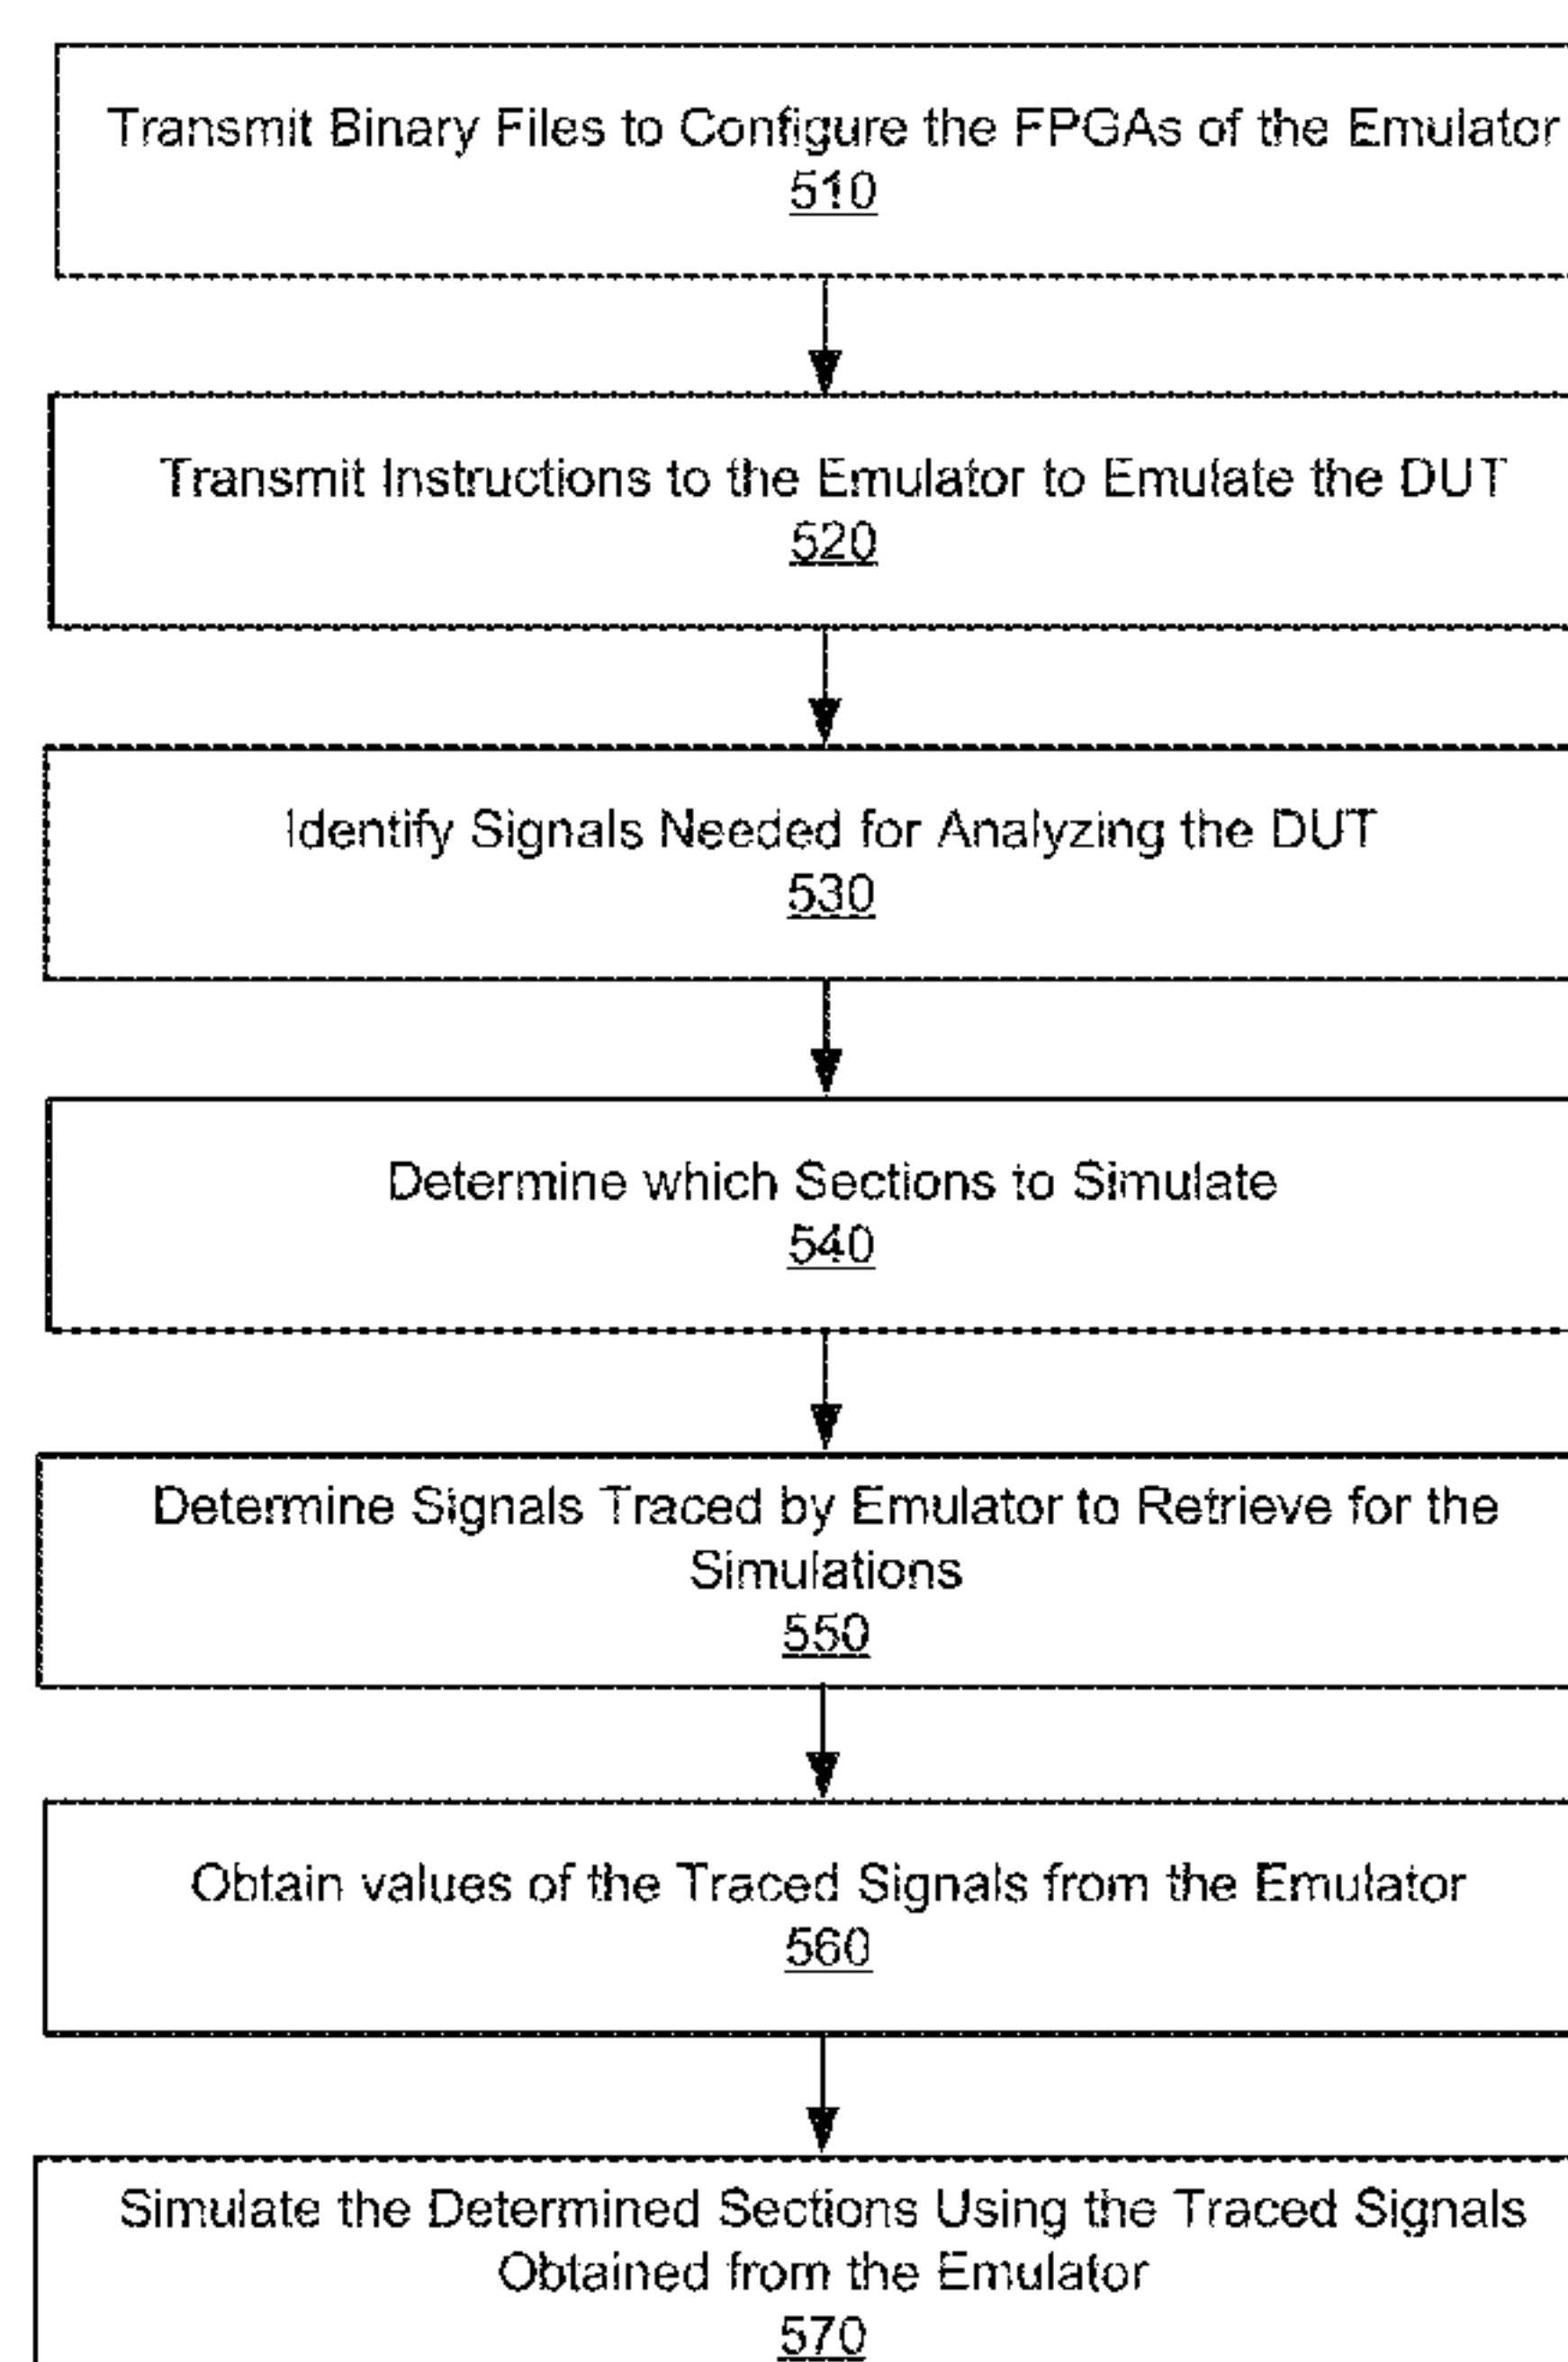 Transmit Binary Files to Configure the FPGAs of the Emulator
510
Transmit Instructions to the Emulator to Emulate the DUT
520
Identify Signals Needed for Analyzing the DUT
530
Determine which Sections to Simulate
540
Determine Signals Traced by Emulator to Retrieve for the
Simulations
550
Obtain values of the Traced Signals from the Emulator
560
Simulate the Determined Sections Using the Traced Signals
Obtained from the Emulator
570